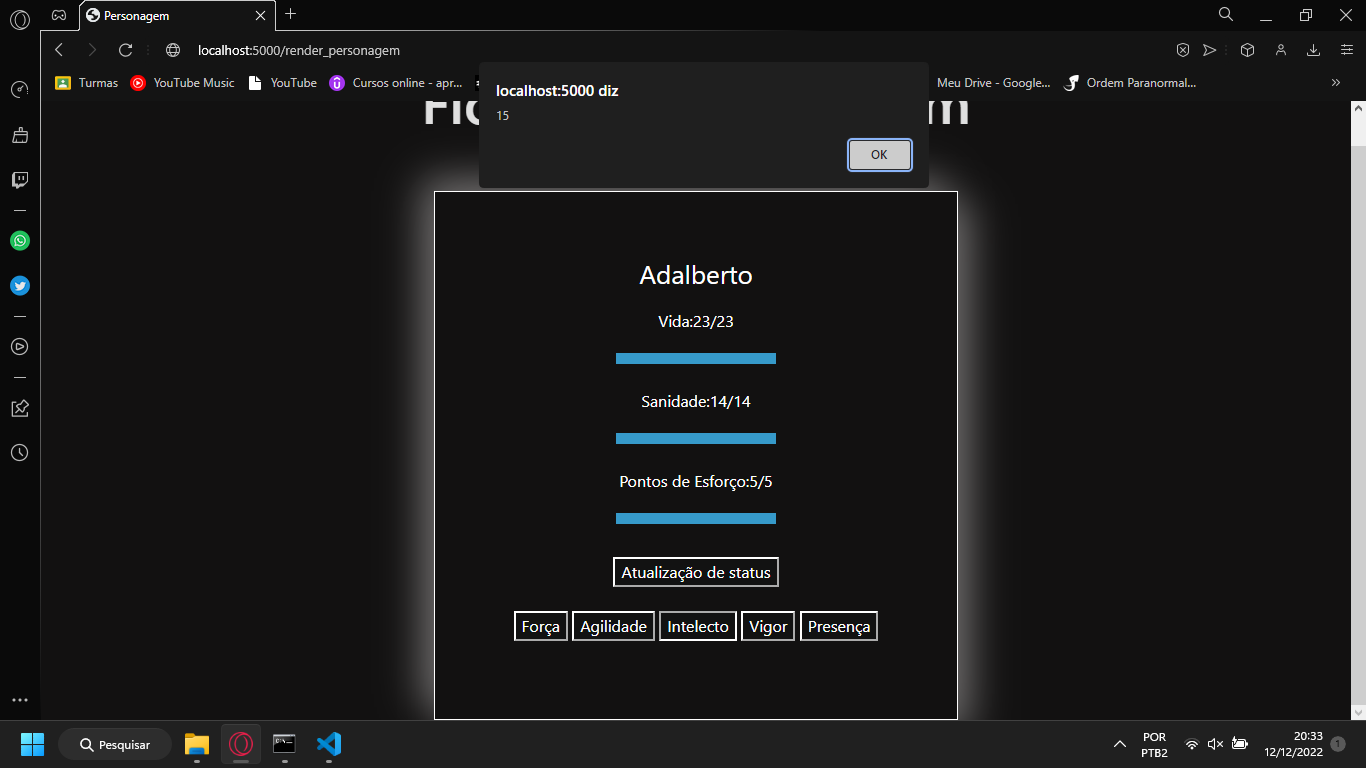 Personagem
localhost:5000/render_personagem
Turmas
YouTube Music
YouTube
Cursos online - apr...
Meu Drive - Google...
Ordem Paranormal...
localhost:5000 diz
15
OK
Adalberto
Vida:23/23
Sanidade:14/14
Pontos de Esforço:5/5
Atualização de status
Força Agilidade Intelecto Vigor Presença
Pesquisar
POR
PTB2
20:33
12/12/2022
1